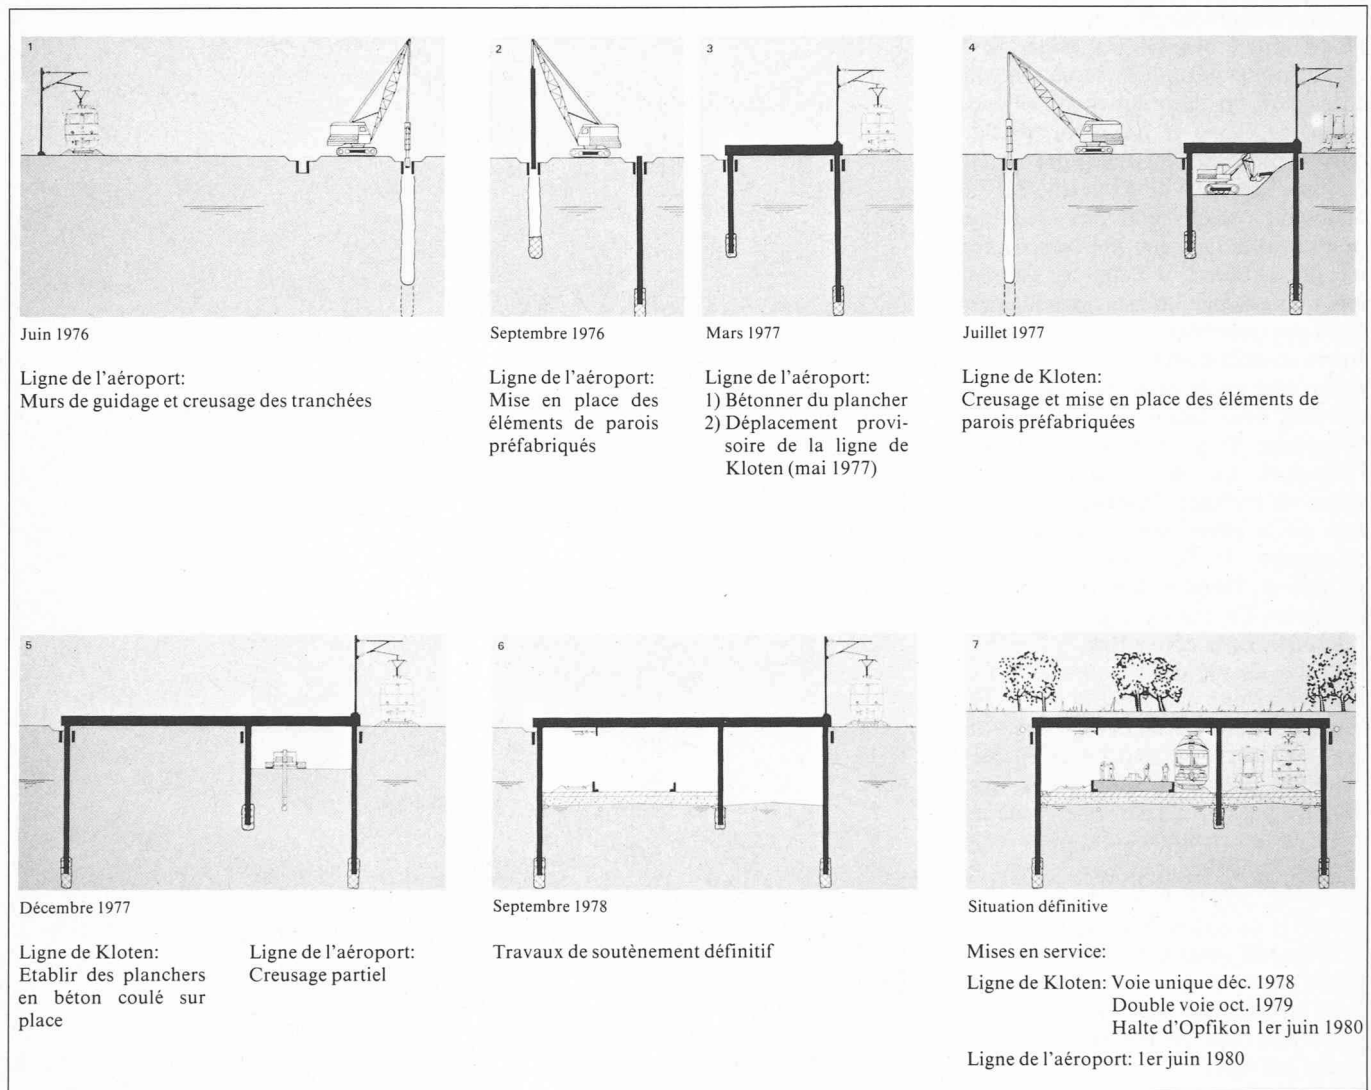 1
2
3
4
Juin 1976
Ligne de l'aéroport:
Murs de guidage et creusage des tranchées
Septembre 1976
Ligne de l'aéroport:
Mise en place des
éléments de parois
préfabriqués
Mars 1977
Ligne de l'aéroport:
1) Bétonner du plancher
2) Déplacement provi-
soire de la ligne de
Kloten (mai 1977)
Juillet 1977
Ligne de Kloten:
Creusage et mise en place des éléments de
parois préfabriquées
5
6
7
Décembre 1977
Ligne de Kloten:
Etablir des planchers
en béton coulé sur
place
Ligne de l'aéroport:
Creusage partiel
Septembre 1978
Travaux de soutènement définitif
Situation définitive
Mises en service:
Ligne de Kloten: Voie unique déc. 1978
Double voie oct. 1979
Halte d'Opfikon 1er juin 1980
Ligne de l'aéroport: 1er juin 1980